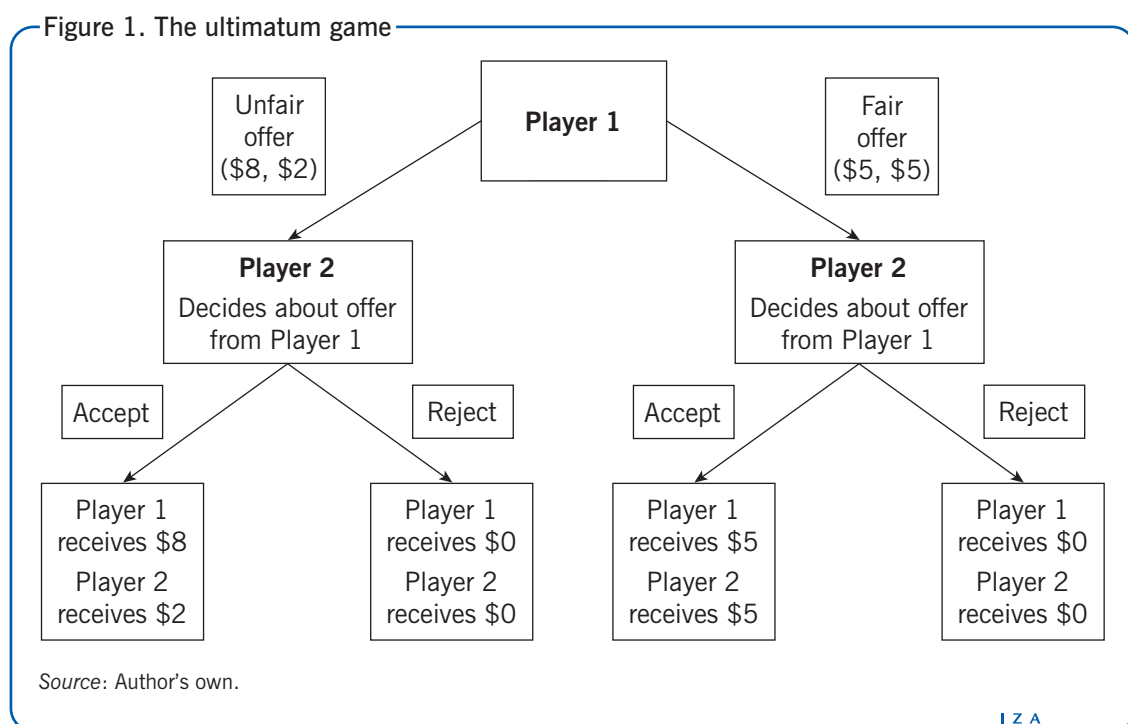 Figure 1. The ultimatum game
Unfair
offer
($8, $2)
Player 1
Fair
offer
($5, $5)
Player 2
Decides about offer
from Player 1
Player 2
Decides about offer
from Player 1
Accept
Reject
Accept
Reject
Player 1
receives $8
Player 2
receives $2
Player 1
receives $0
Player 2
receives $0
Player 1
receives $5
Player 2
receives $5
Player 1
receives $0
Player 2
receives $0
Source: Author's own.
I Z A